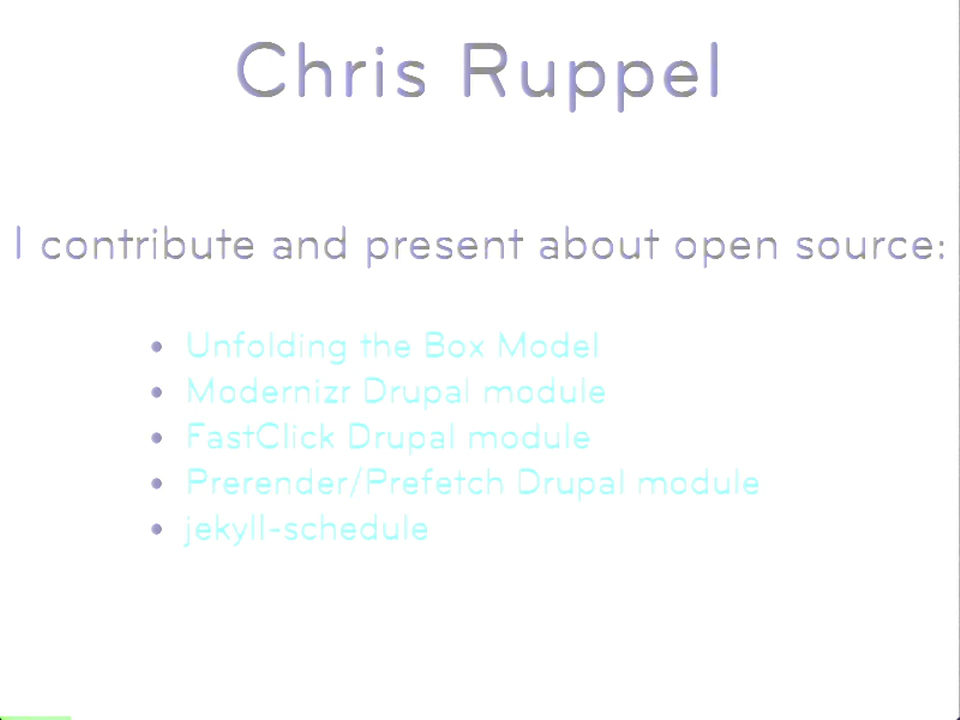 Chris Ruppel
I contribute and present about open source:
• Unfolding the Box Model
• Modernizr Drupal module
• FastClick Drupal module
• Prerender/Prefetch Drupal module
• jekyll-schedule